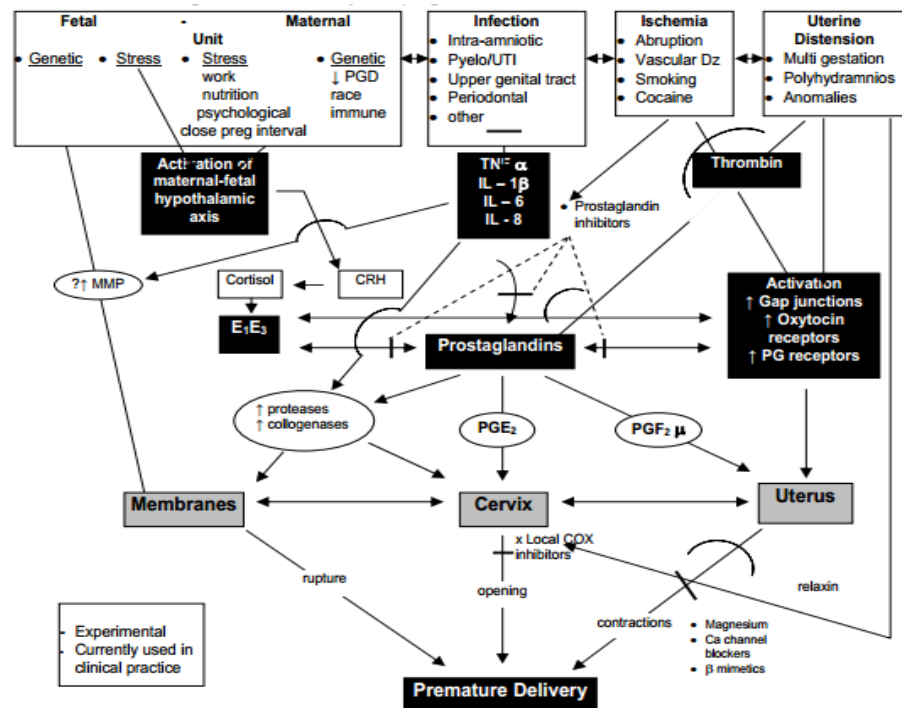 Fetal - Maternal
Unit
• Genetic • Stress • Stress • Genetic
work ↓ PGD
nutrition race
psychological immune
close preg interval
Infection
• Intra-amniotic
• Pyelo/UTI
• Upper genital tract
• Periodontal
• other
Ischemia
• Abruption
• Vascular Dz
• Smoking
• Cocaine
Uterine
Distension
• Multi gestation
• Polyhydramnios
• Anomalies
Activation of
maternal-fetal
hypothalamic
axis
TNF α
IL – 1β
IL – 6
IL - 8
Thrombin
• Prostaglandin
inhibitors
?↑ MMP
Cortisol
CRH
E₁E₃
Prostaglandins
Activation
↑ Gap junctions
↑ Oxytocin
receptors
↑ PG receptors
↑ proteases
↑ collogenases
PGE₂
PGF₂ μ
Membranes
Cervix
Uterus
x Local COX
inhibitors
rupture
opening
contractions
relaxin
• Magnesium
• Ca channel
blockers
• β mimetics
- Experimental
- Currently used in
clinical practice
Premature Delivery